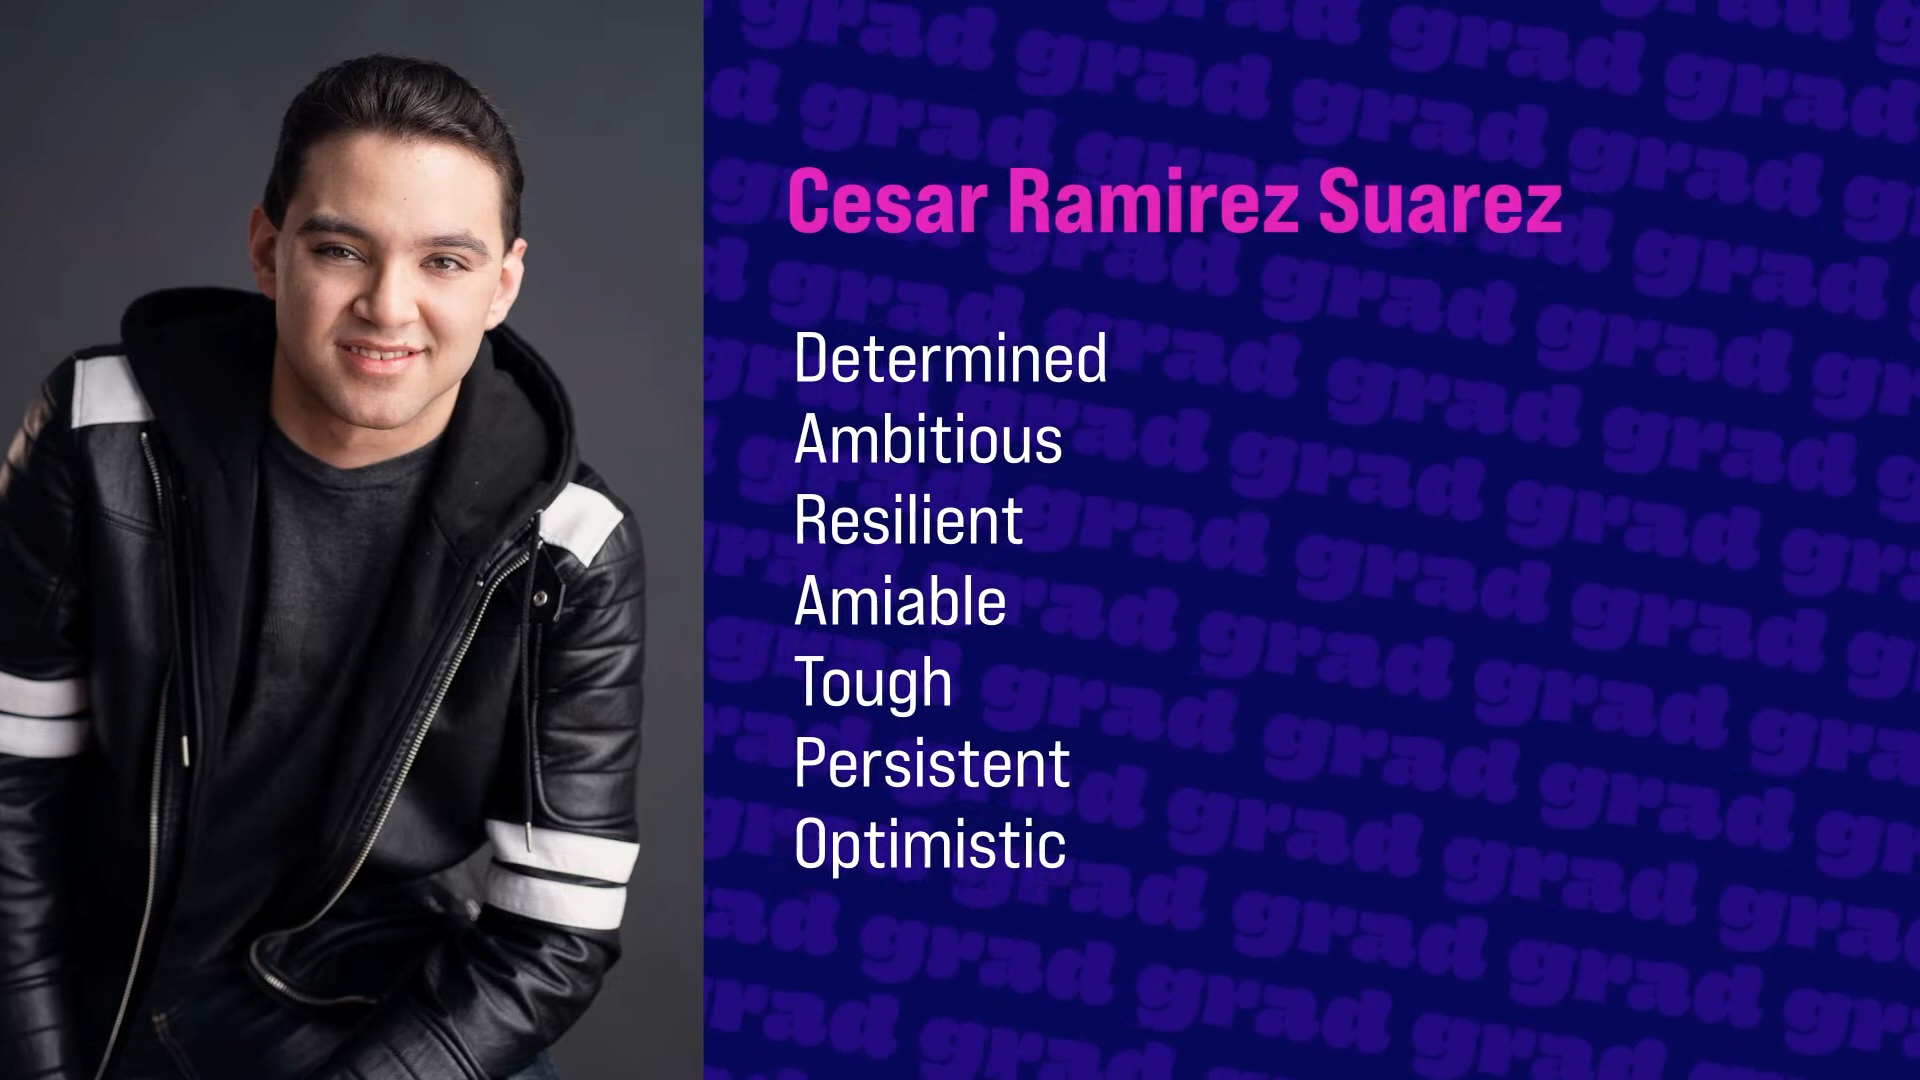 Cesar Ramirez Suarez
Determined
Ambitious
Resilient
Amiable
Tough
Persistent
Optimistic